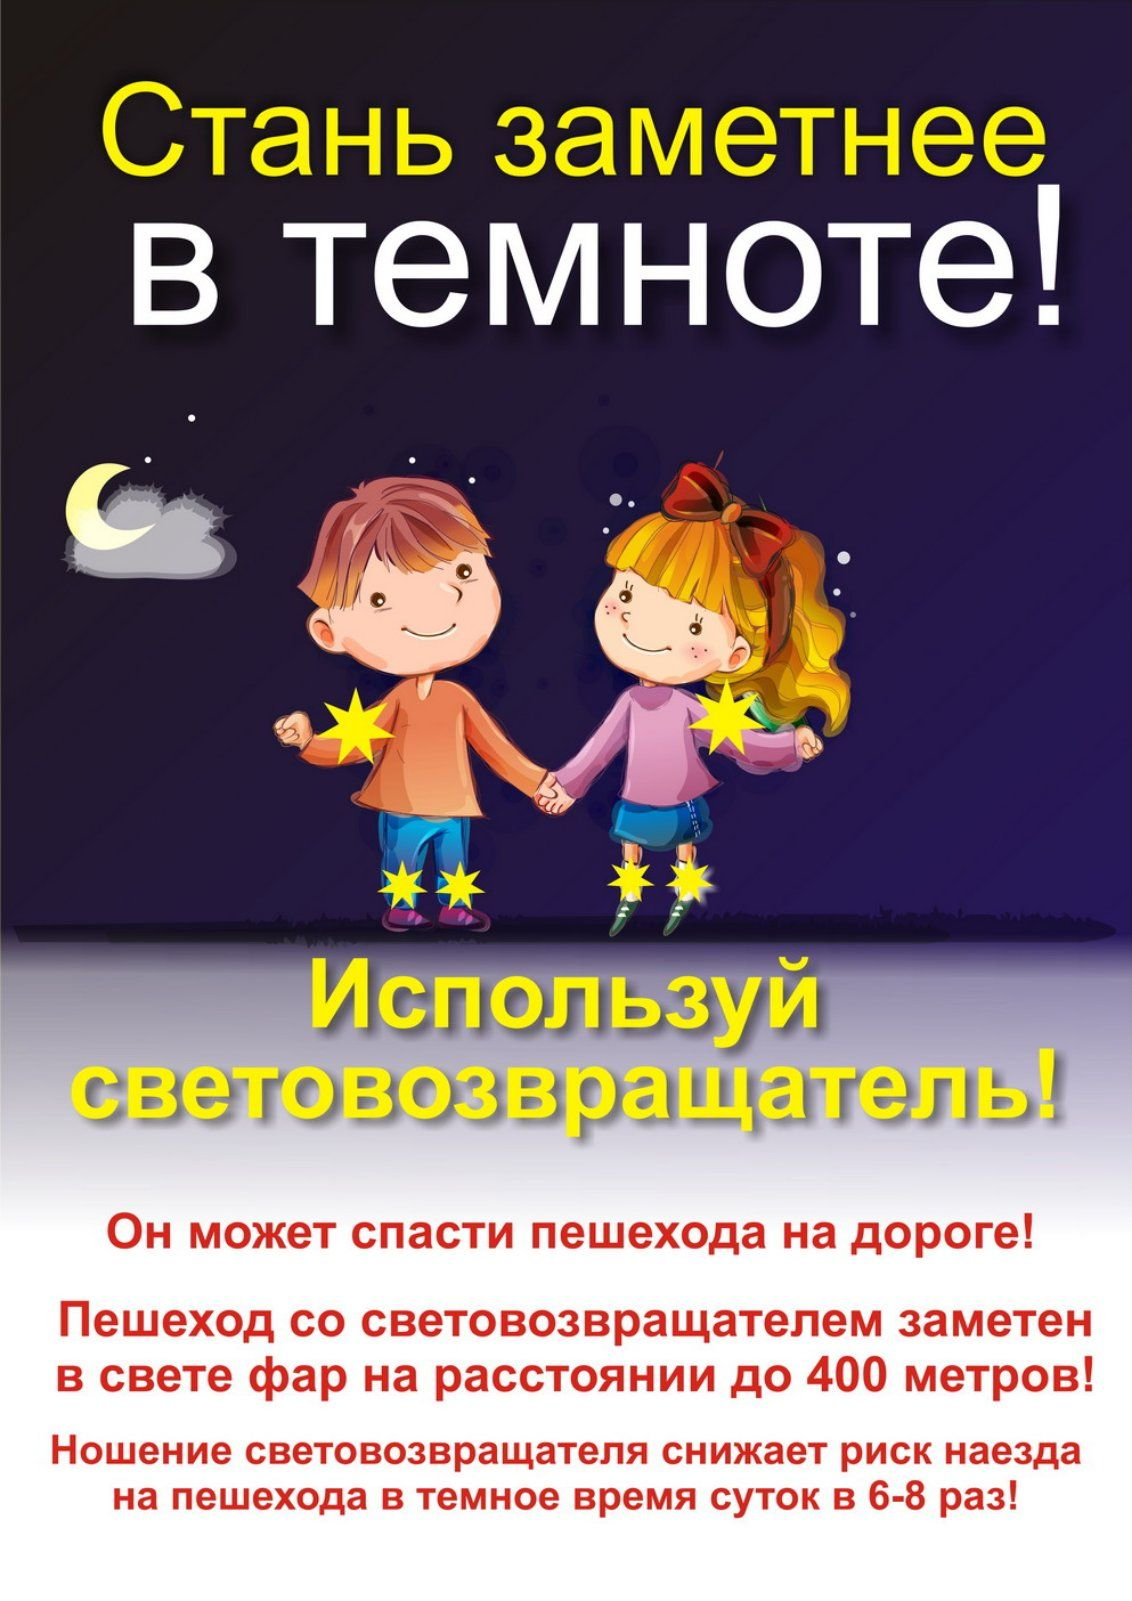 Стань заметнее
в темноте!
Используй
световозвращатель!
Он может спасти пешехода на дороге!
Пешеход со световозвращателем заметен
в свете фар на расстоянии до 400 метров!
Ношение световозвращателя снижает риск наезда
на пешехода в темное время суток в 6-8 раз!